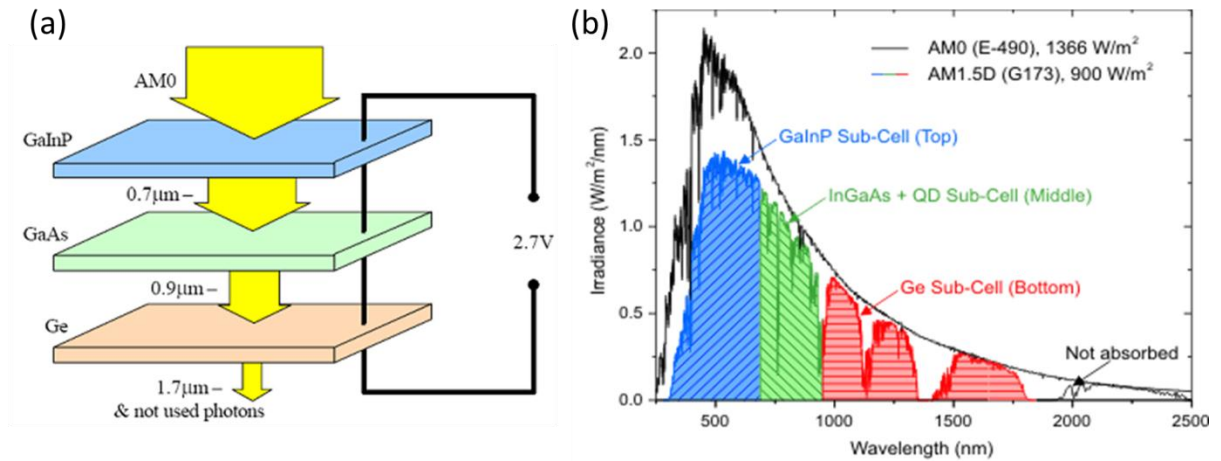 (a)
AM0
GaInP
0.7µm –
GaAs
2.7V
0.9µm –
Ge
1.7µm –
& not used photons
(b)
AM0 (E-490), 1366 W/m²
AM1.5D (G173), 900 W/m²
GaInP Sub-Cell (Top)
InGaAs + QD Sub-Cell (Middle)
Ge Sub-Cell (Bottom)
Not absorbed
Irradiance (W/m²/nm)
2.0
1.5
1.0
0.5
0.0
500
1000
1500
2000
2500
Wavelength (nm)